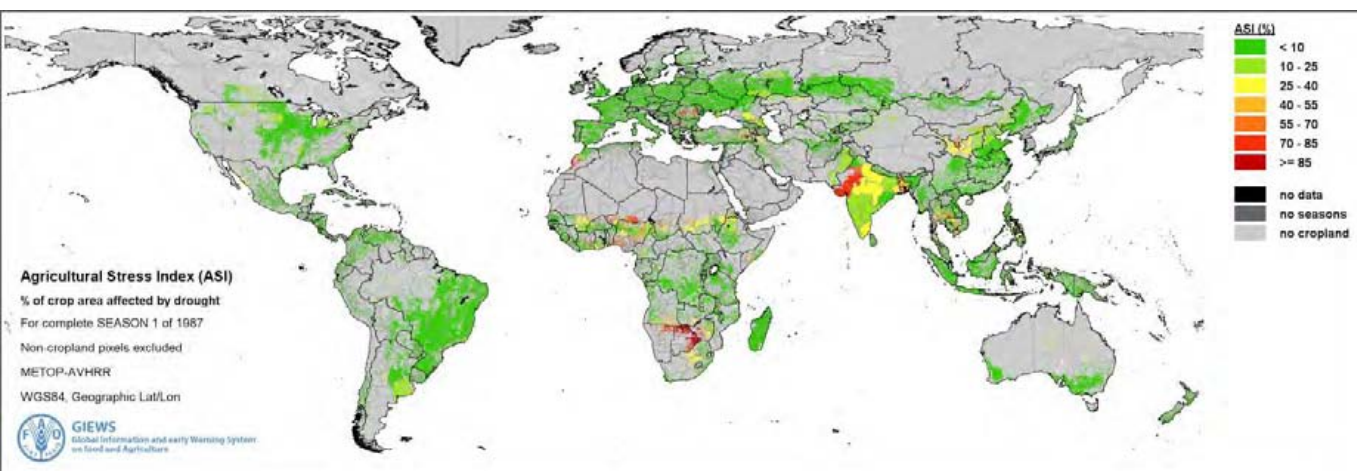 Agricultural Stress Index (ASI)
% of crop area affected by drought
For complete SEASON 1 of 1987
Non-cropland pixels excluded
METOP-AVHRR
WGS84, Geographic Lat/Lon
F A O
GIEWS
Global Information and early Warning System
on Food and Agriculture
ASI (%)
< 10
10 - 25
25 - 40
40 - 55
55 - 70
70 - 85
>= 85
no data
no seasons
no cropland